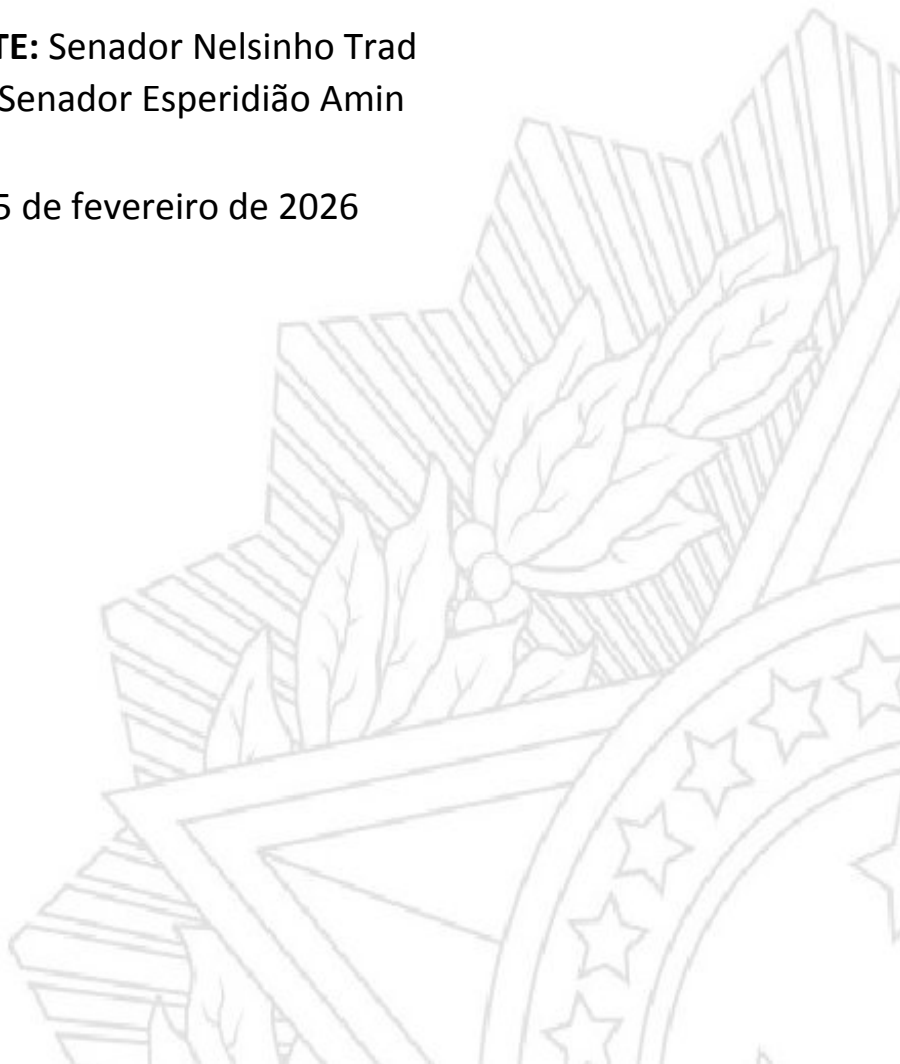 TE: Senador Nelsinho Trad
Senador Esperidião Amin
5 de fevereiro de 2026